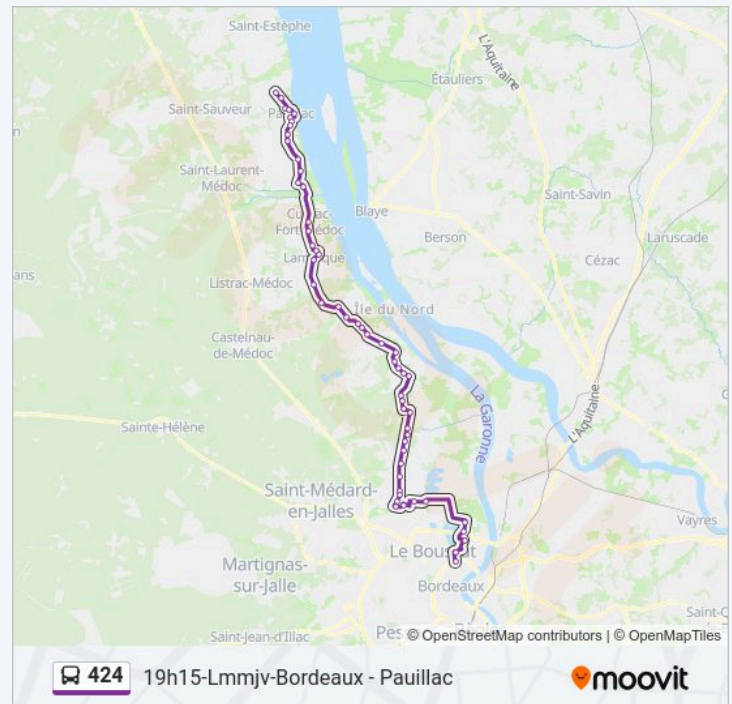 Saint-Estèphe
L'Aquitaine
Étauliers
Saint-Sauveur
Saint-Laurent-
Médoc
Saint-Savin
Blaye
Berson
Laruscade
Cézac
ans
Listrac-Médoc
Île du Nord
Castelnau-
de-Médoc
La Garonne
L'Aquitaine
Sainte-Hélène
Saint-Médard-
en-Jalles
Vayres
Le Bouscat
Martignas-
sur-Jalle
Bordeaux
Saint-Jean-d'Illac
© OpenStreetMap contributors | © OpenMapTiles
424 19h15-Lmmjv-Bordeaux - Pauillac
moovit